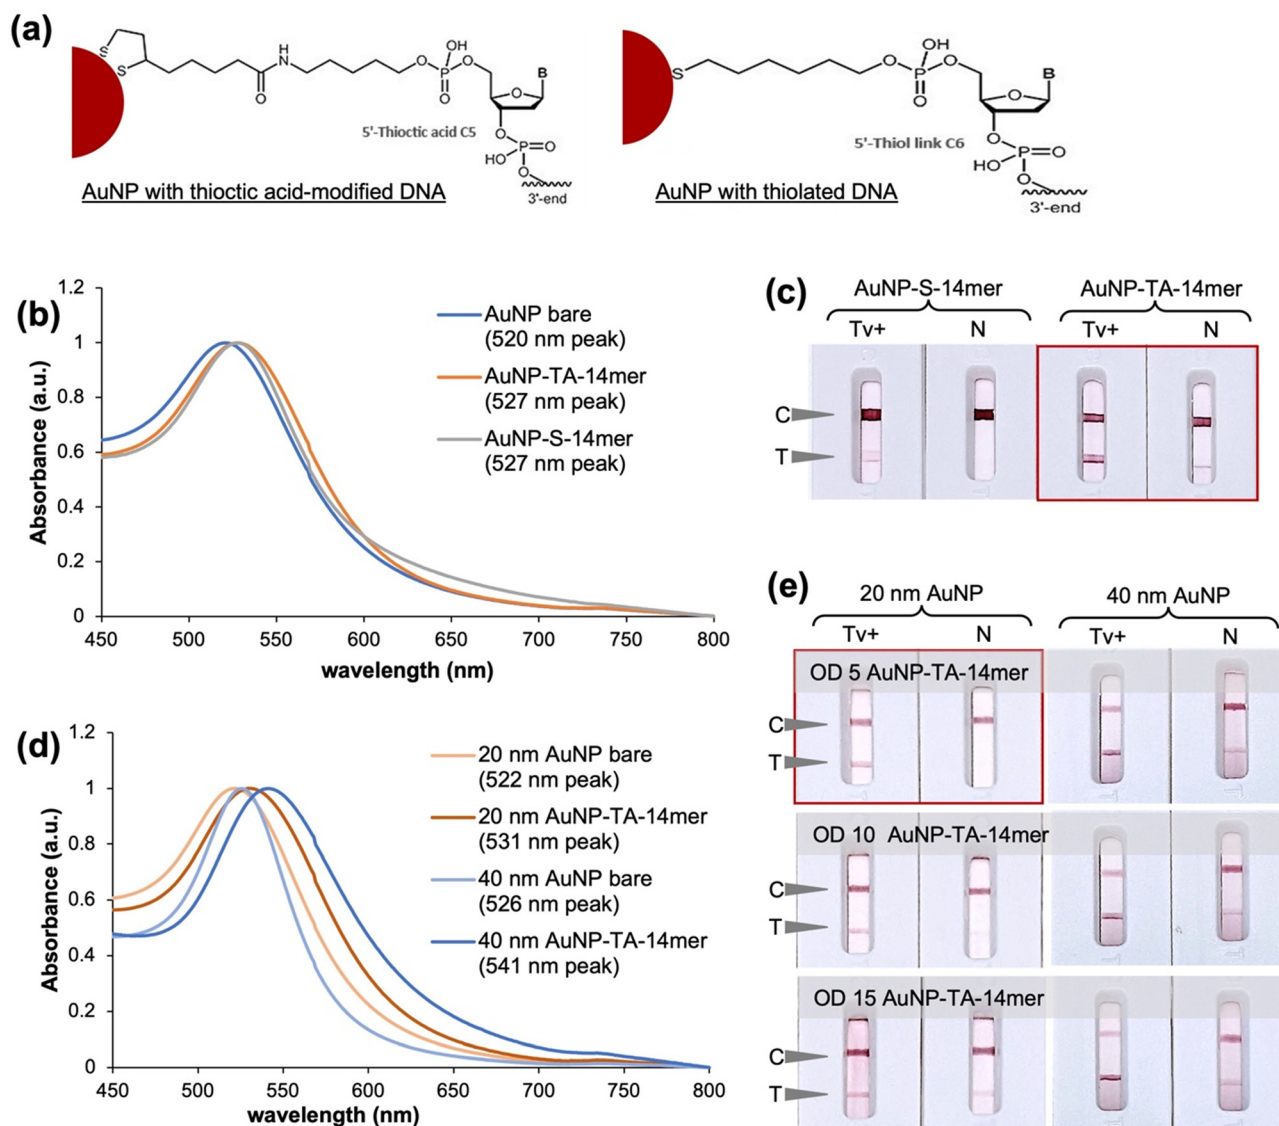 (a)
S
S
H
N
O
O
OH
P
O
O
O
B
O
P
O
HO
O
5'-Thioctic acid C5
3'-end
AuNP with thioctic acid-modified DNA
S
O
OH
P
O
O
O
B
O
P
O
HO
O
5'-Thiol link C6
3'-end
AuNP with thiolated DNA
(b)
1.2
1
0.8
0.6
0.4
0.2
0
Absorbance (a.u.)
450 500 550 600 650 700 750 800
wavelength (nm)
AuNP bare
(520 nm peak)
AuNP-TA-14mer
(527 nm peak)
AuNP-S-14mer
(527 nm peak)
(c)
AuNP-S-14mer AuNP-TA-14mer
Tv+ N Tv+ N
C
T
(d)
1.2
1
0.8
0.6
0.4
0.2
0
Absorbance (a.u.)
450 500 550 600 650 700 750 800
wavelength (nm)
20 nm AuNP bare
(522 nm peak)
20 nm AuNP-TA-14mer
(531 nm peak)
40 nm AuNP bare
(526 nm peak)
40 nm AuNP-TA-14mer
(541 nm peak)
(e)
20 nm AuNP 40 nm AuNP
Tv+ N Tv+ N
OD 5 AuNP-TA-14mer
C
T
OD 10 AuNP-TA-14mer
C
T
OD 15 AuNP-TA-14mer
C
T